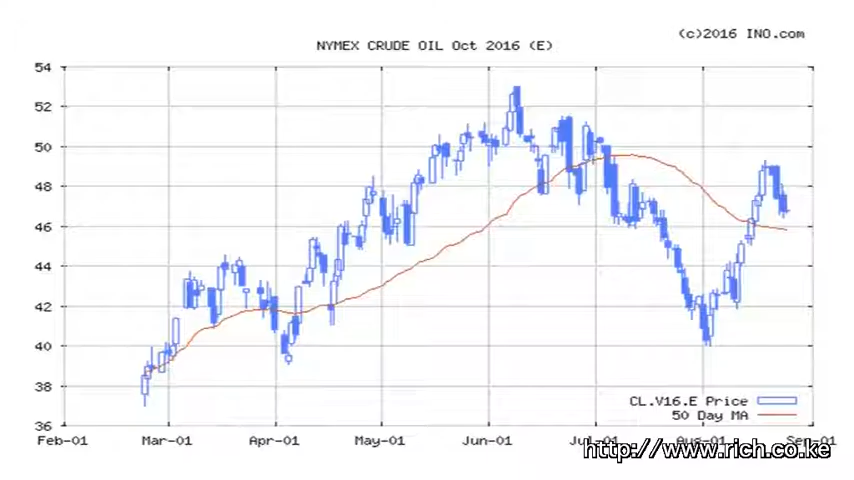 (c)2016 INO.com
NYMEX CRUDE OIL Oct 2016 (E)
54
52
50
48
46
44
42
40
38
36
CL.V16.E Price
50 Day MA
Feb-01 Mar-01 Apr-01 May-01 Jun-01 Jul-01 Aug-01 Sep-01
http://www.rich.co.ke